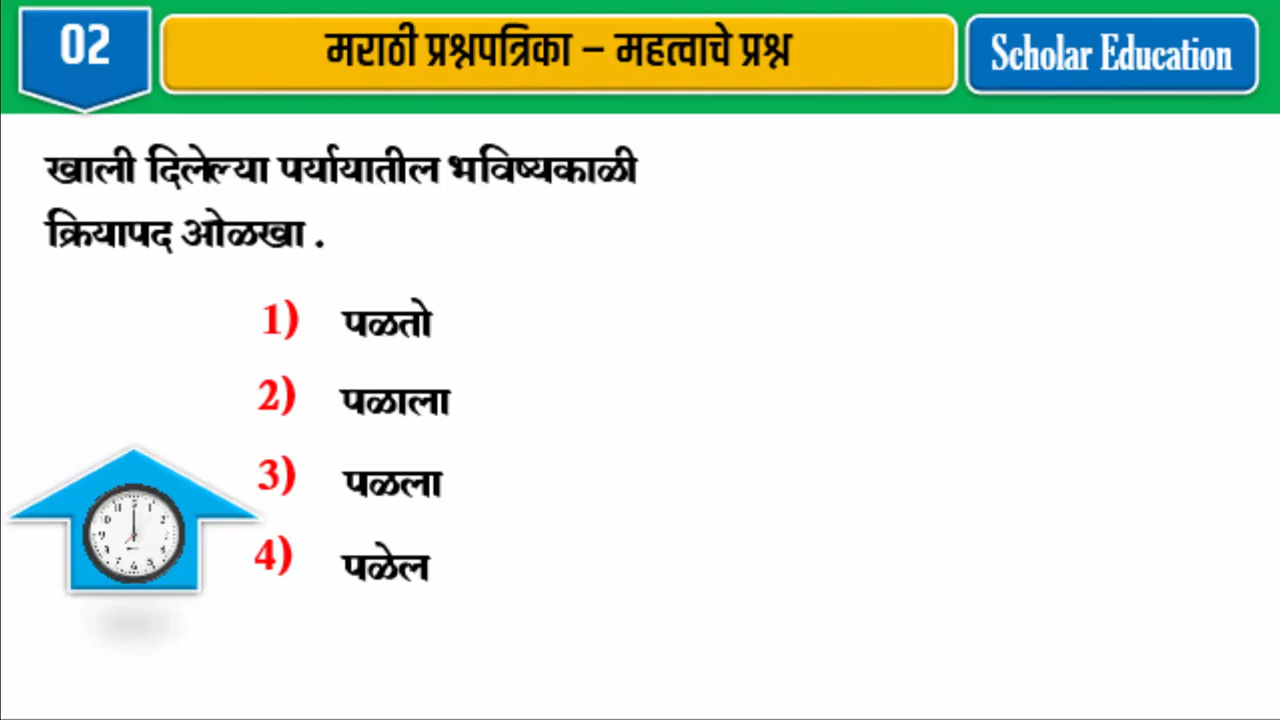 02
मराठी प्रश्नपत्रिका – महत्वाचे प्रश्न
Scholar Education
खाली दिलेल्या पर्यायातील भविष्यकाळी
क्रियापद ओळखा .
1) पळतो
2) पळाला
3) पळला
4) पळेल